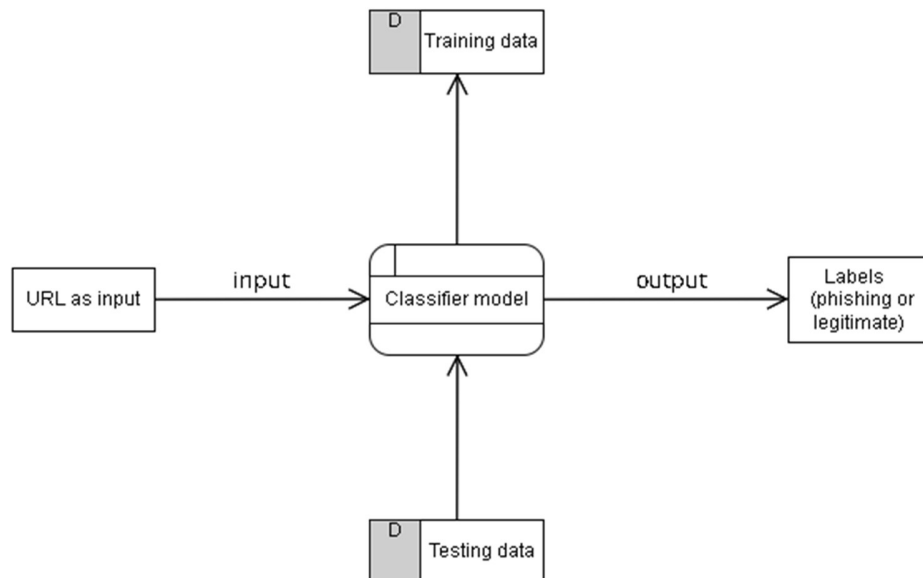 D
Training data
URL as input
input
Classifier model
output
Labels
(phishing or
legitimate)
D
Testing data